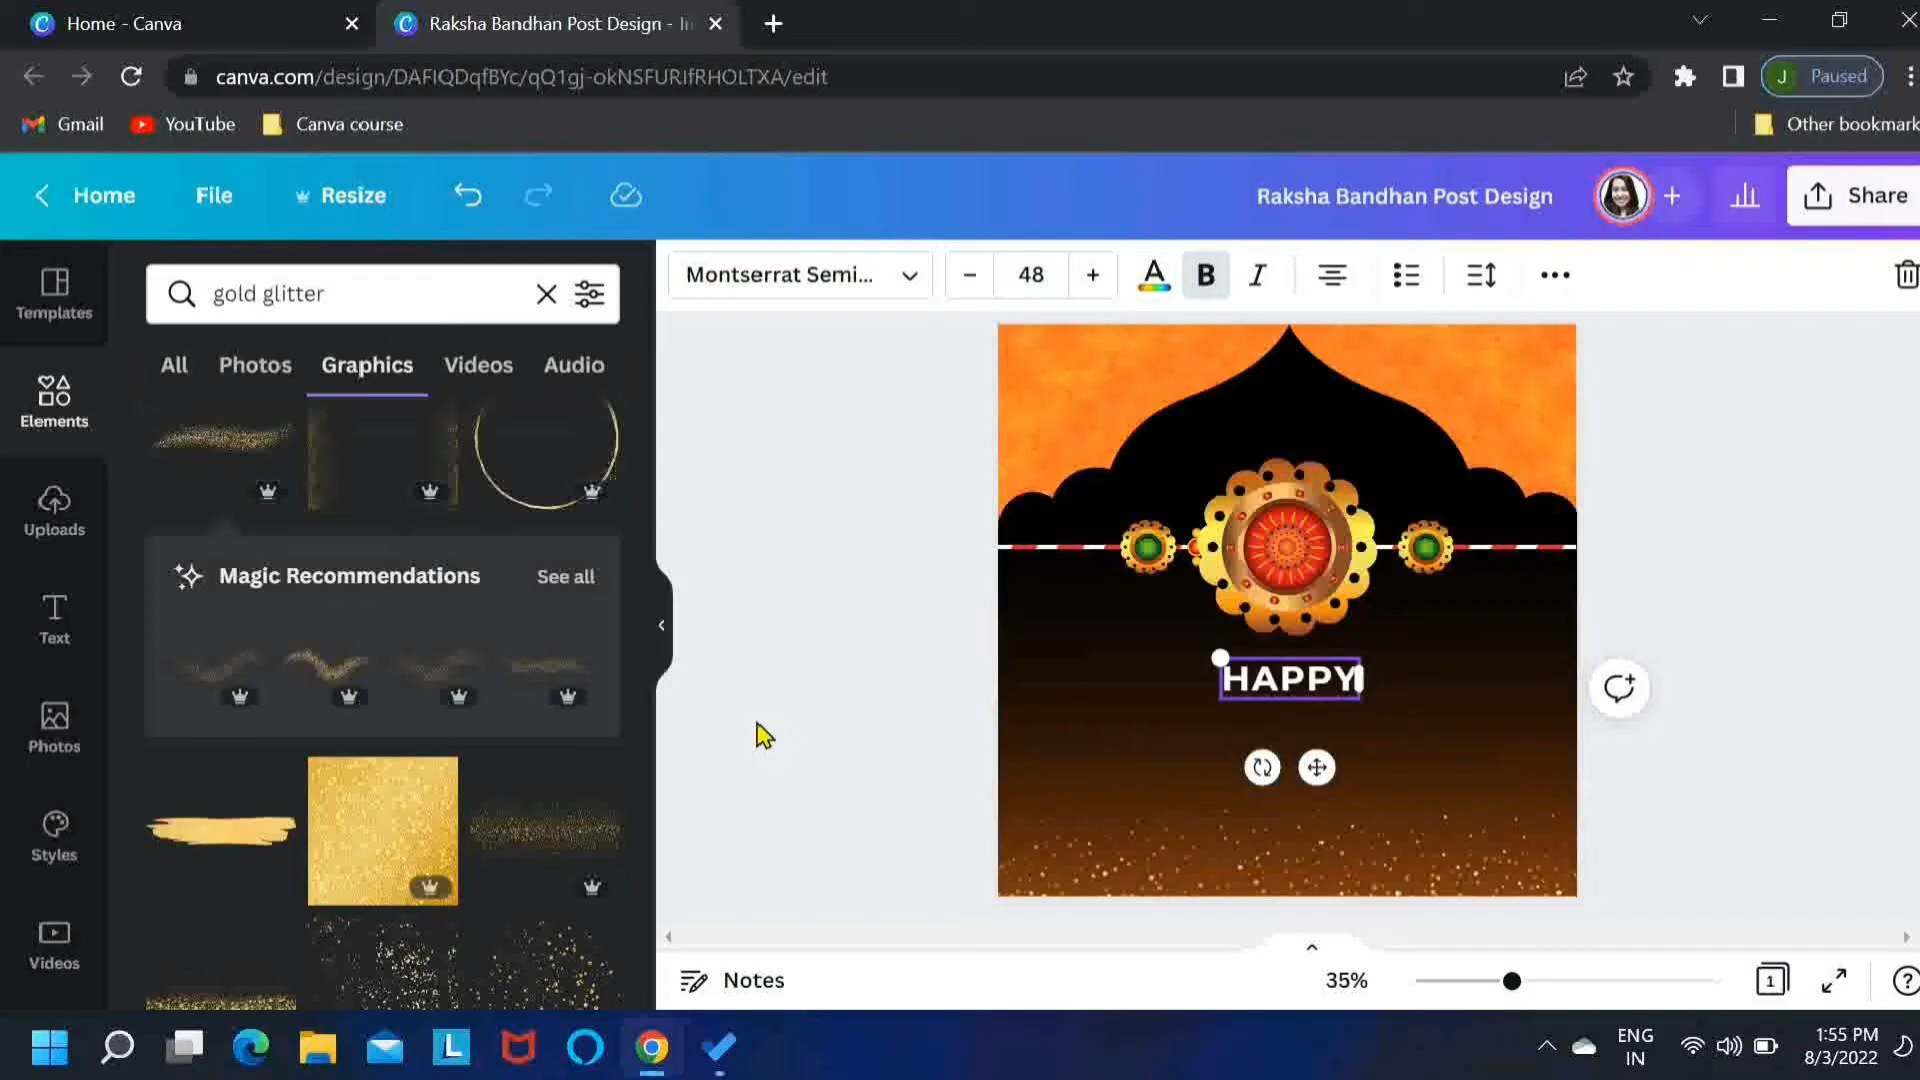 Home - Canva
Raksha Bandhan Post Design - In
canva.com/design/DAFIQDqfBYc/qQ1gj-okNSFURIfRHOLTXA/edit
J Paused
Gmail
YouTube
Canva course
Other bookmark
Home
File
Resize
Raksha Bandhan Post Design
Share
Templates
Elements
Uploads
Text
Photos
Styles
Videos
gold glitter
All
Photos
Graphics
Videos
Audio
Magic Recommendations
See all
Montserrat Semi...
48
A
B
I
HAPPY
Notes
35%
1
?
L
ENG
IN
1:55 PM
8/3/2022